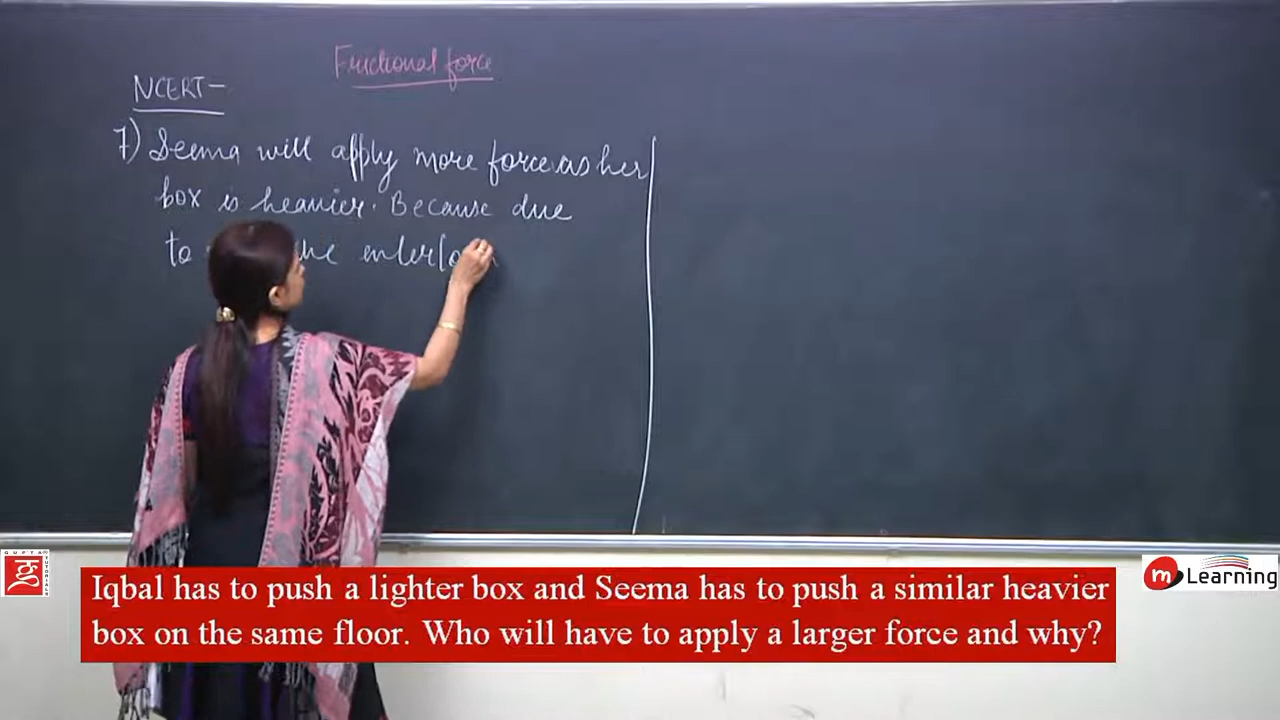 Frictional force
NCERT-
7) Seema will apply more force as her
box is heavier. Because due
to
GUPTA TUTORIALS
m Learning
Iqbal has to push a lighter box and Seema has to push a similar heavier
box on the same floor. Who will have to apply a larger force and why?